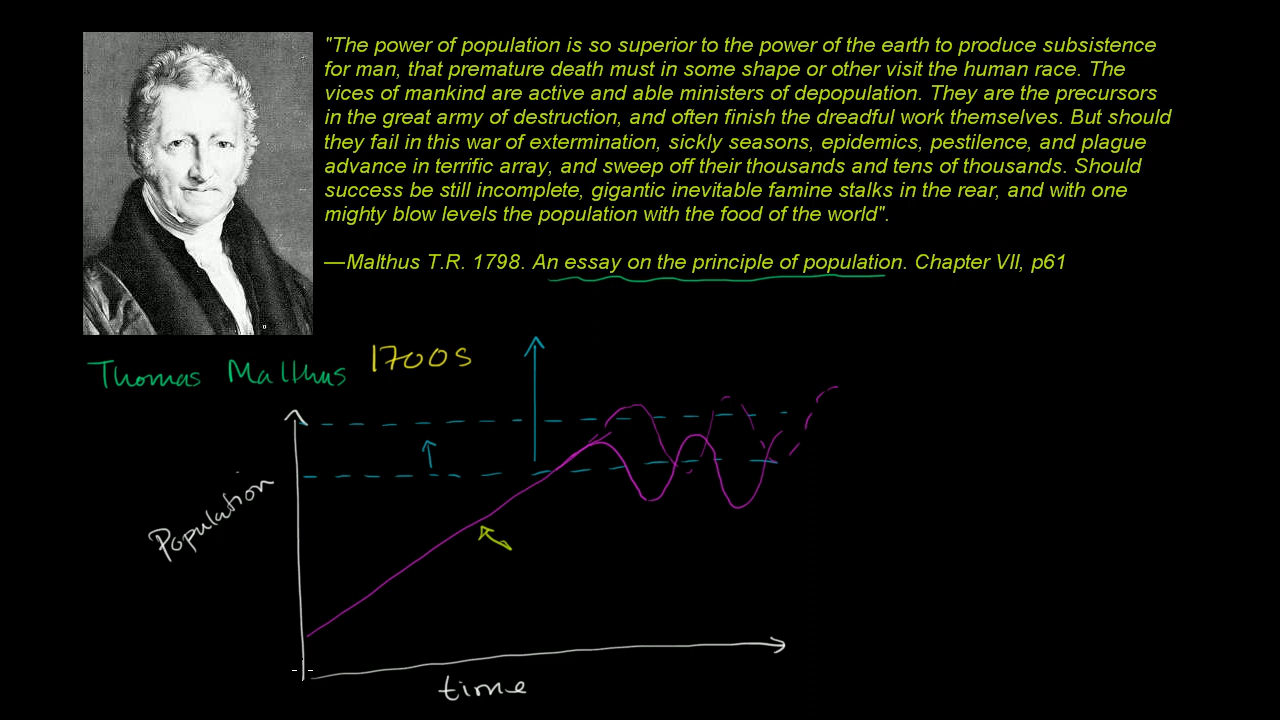 "The power of population is so superior to the power of the earth to produce subsistence
for man, that premature death must in some shape or other visit the human race. The
vices of mankind are active and able ministers of depopulation. They are the precursors
in the great army of destruction, and often finish the dreadful work themselves. But should
they fail in this war of extermination, sickly seasons, epidemics, pestilence, and plague
advance in terrific array, and sweep off their thousands and tens of thousands. Should
success be still incomplete, gigantic inevitable famine stalks in the rear, and with one
mighty blow levels the population with the food of the world".
—Malthus T.R. 1798. An essay on the principle of population. Chapter VII, p61
Thomas Malthus 1700s
Population
time